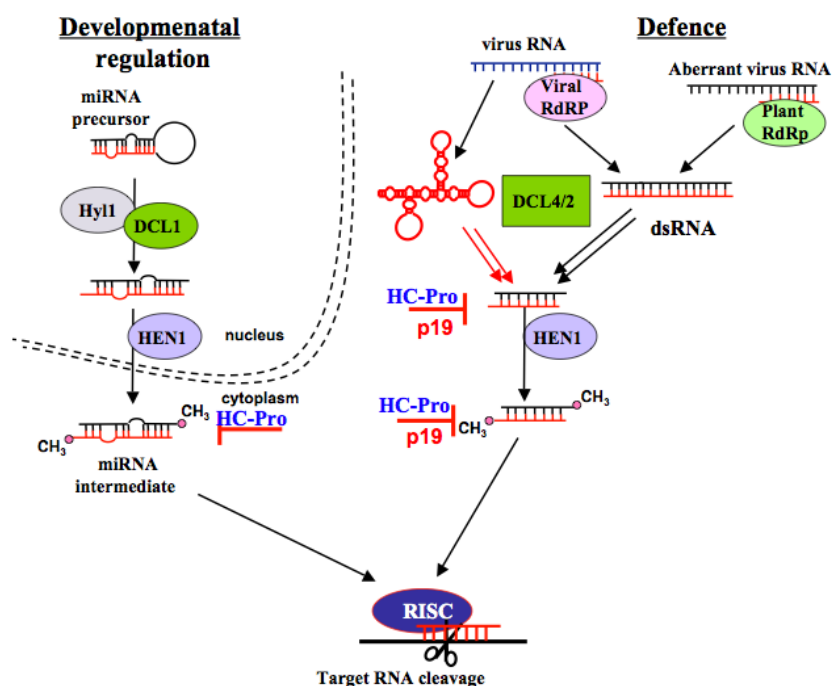 Developmenatal
regulation
miRNA
precursor
Hyl1
DCL1
HEN1
nucleus
cytoplasm
CH3
HC-Pro
CH3
miRNA
intermediate
Defence
virus RNA
Viral
RdRP
Aberrant virus RNA
Plant
RdRp
DCL4/2
dsRNA
HC-Pro
p19
HEN1
HC-Pro
p19
CH3
CH3
RISC
Target RNA cleavage